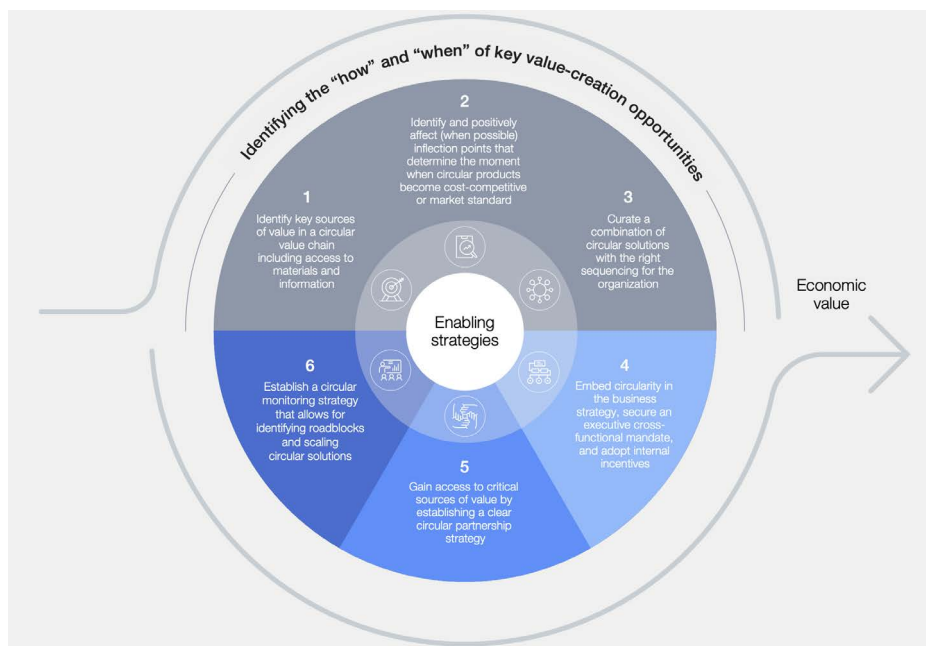 Identifying the “how” and “when” of key value-creation opportunities
2
Identify and positively
affect (when possible)
inflection points that
determine the moment
when circular products
become cost-competitive
or market standard
1
Identify key sources
of value in a circular
value chain
including access to
materials and
information
3
Curate a
combination of
circular solutions
with the right
sequencing for the
organization
Economic
value
Enabling
strategies
6
Establish a circular
monitoring strategy
that allows for
identifying roadblocks
and scaling
circular solutions
4
Embed circularity in
the business
strategy, secure an
executive cross-
functional mandate,
and adopt internal
incentives
5
Gain access to critical
sources of value by
establishing a clear
circular partnership
strategy